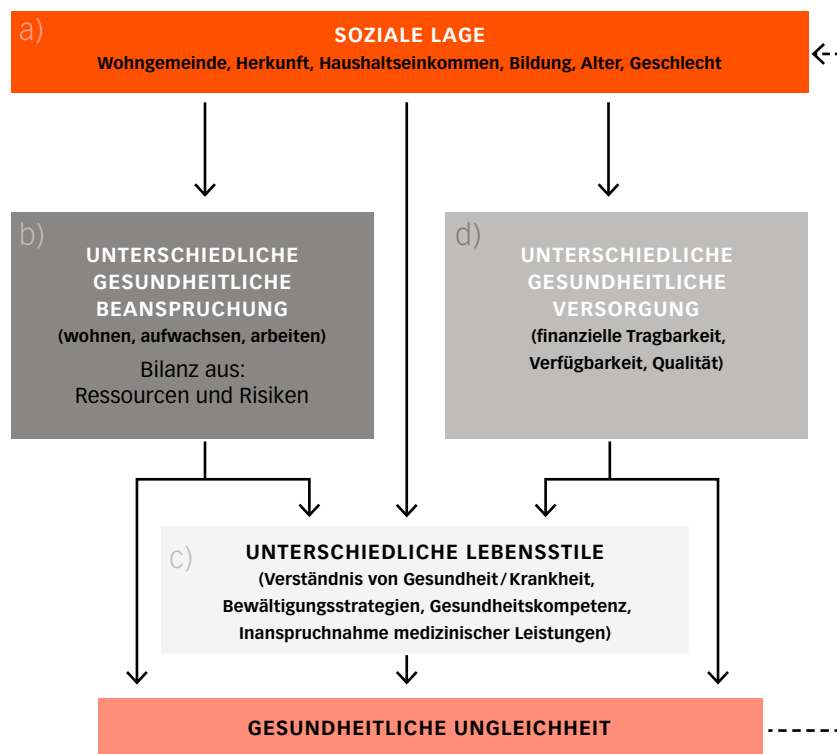 a)
SOZIALE LAGE
Wohngemeinde, Herkunft, Haushaltseinkommen, Bildung, Alter, Geschlecht
b)
UNTERSCHIEDLICHE
GESUNDHEITLICHE
BEANSPRUCHUNG
(wohnen, aufwachsen, arbeiten)
Bilanz aus:
Ressourcen und Risiken
d)
UNTERSCHIEDLICHE
GESUNDHEITLICHE
VERSORGUNG
(finanzielle Tragbarkeit,
Verfügbarkeit, Qualität)
c)
UNTERSCHIEDLICHE LEBENSSTILE
(Verständnis von Gesundheit/Krankheit,
Bewältigungsstrategien, Gesundheitskompetenz,
Inanspruchnahme medizinischer Leistungen)
GESUNDHEITLICHE UNGLEICHHEIT